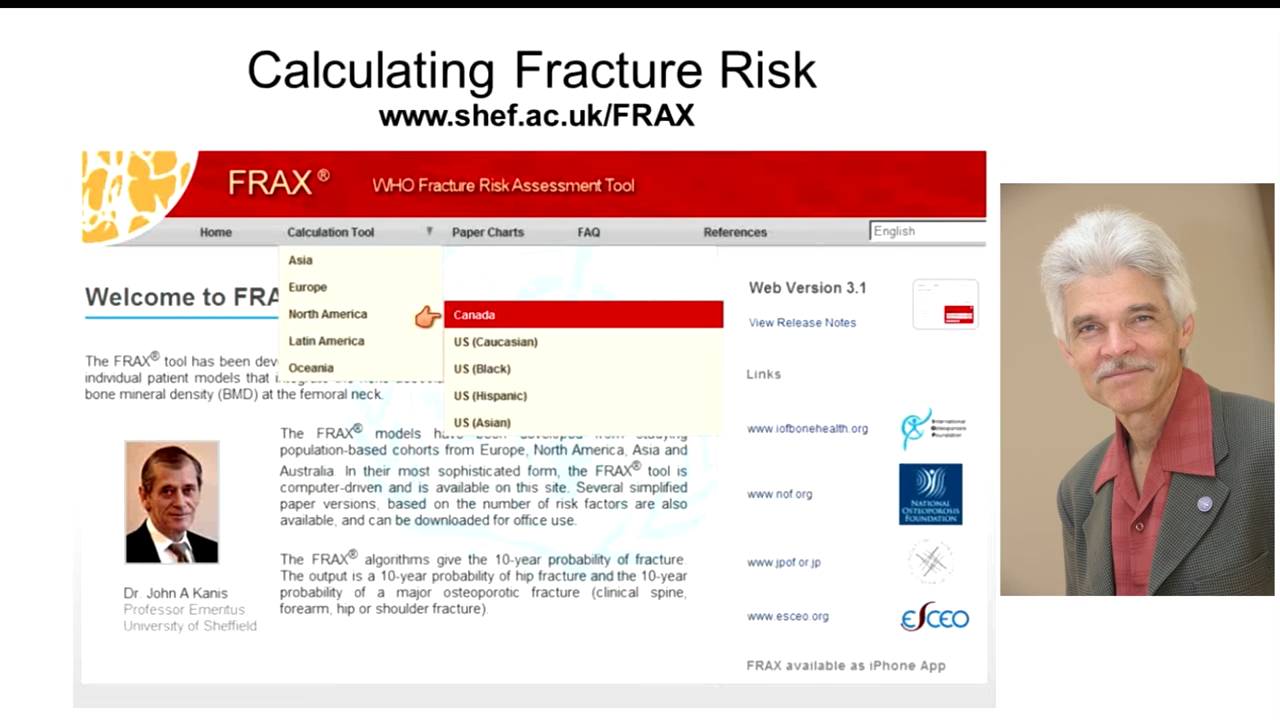 Calculating Fracture Risk
www.shef.ac.uk/FRAX
FRAX ®
WHO Fracture Risk Assessment Tool
Home
Calculation Tool
Paper Charts
FAQ
References
English
Asia
Europe
North America
Latin America
Oceania
Canada
US (Caucasian)
US (Black)
US (Hispanic)
US (Asian)
Welcome to FRA
The FRAX® tool has been dev
individual patient models that
bone mineral density (BMD) at the femoral neck.
The FRAX® models have been developed from studying
population-based cohorts from Europe, North America, Asia and
Australia. In their most sophisticated form, the FRAX® tool is
computer-driven and is available on this site. Several simplified
paper versions, based on the number of risk factors are also
available, and can be downloaded for office use.
The FRAX® algorithms give the 10-year probability of fracture.
The output is a 10-year probability of hip fracture and the 10-year
probability of a major osteoporotic fracture (clinical spine,
forearm, hip or shoulder fracture).
Dr. John A Kanis
Professor Emeritus
University of Sheffield
Web Version 3.1
View Release Notes
Links
www.iofbonehealth.org
International
Osteoporosis
Foundation
www.nof.org
NATIONAL
OSTEOPOROSIS
FOUNDATION
www.jpof.or.jp
www.esceo.org
ESCEO
FRAX available as iPhone App